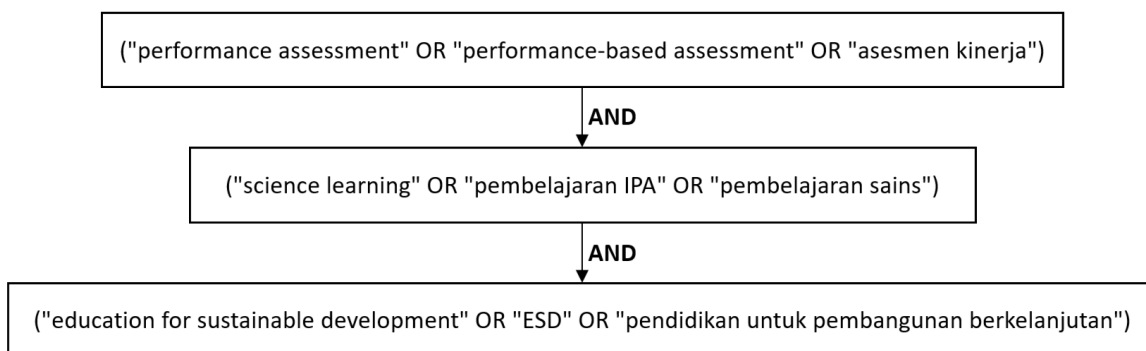 ("performance assessment" OR "performance-based assessment" OR "asesmen kinerja")
AND
("science learning" OR "pembelajaran IPA" OR "pembelajaran sains")
AND
("education for sustainable development" OR "ESD" OR "pendidikan untuk pembangunan berkelanjutan")